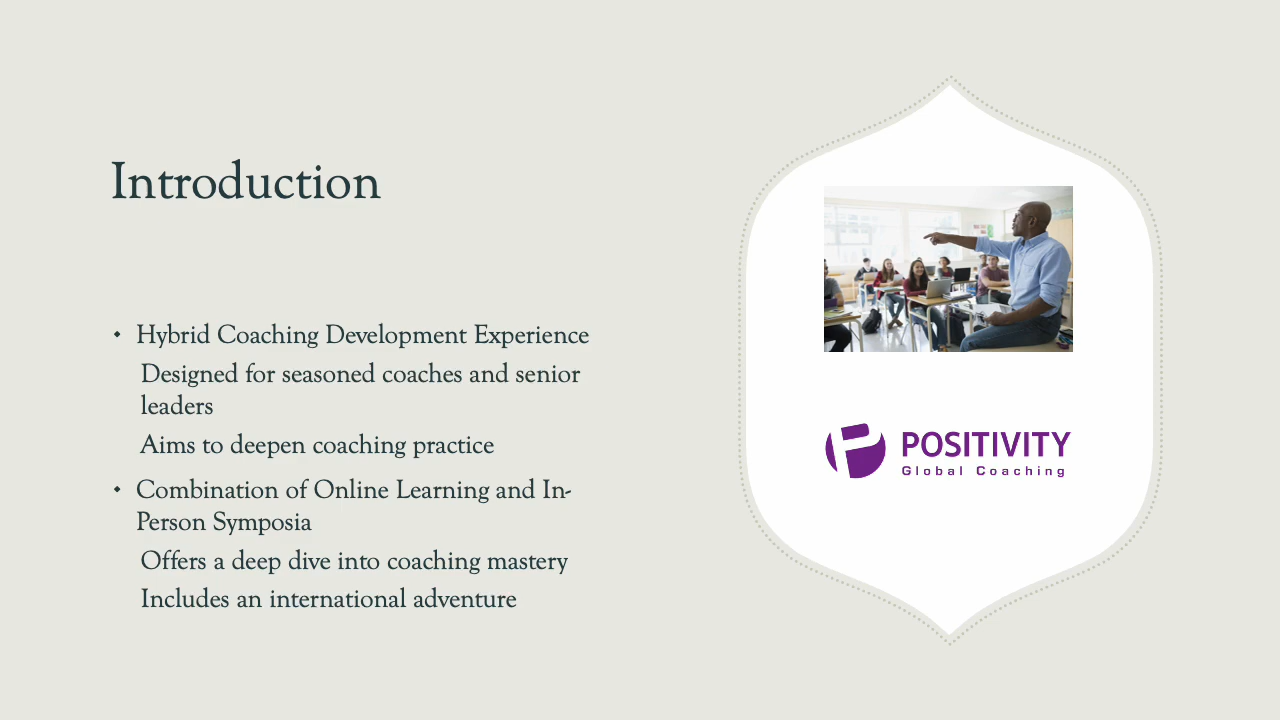 Introduction
• Hybrid Coaching Development Experience
Designed for seasoned coaches and senior
leaders
Aims to deepen coaching practice
• Combination of Online Learning and In-
Person Symposia
Offers a deep dive into coaching mastery
Includes an international adventure
POSITIVITY
Global Coaching